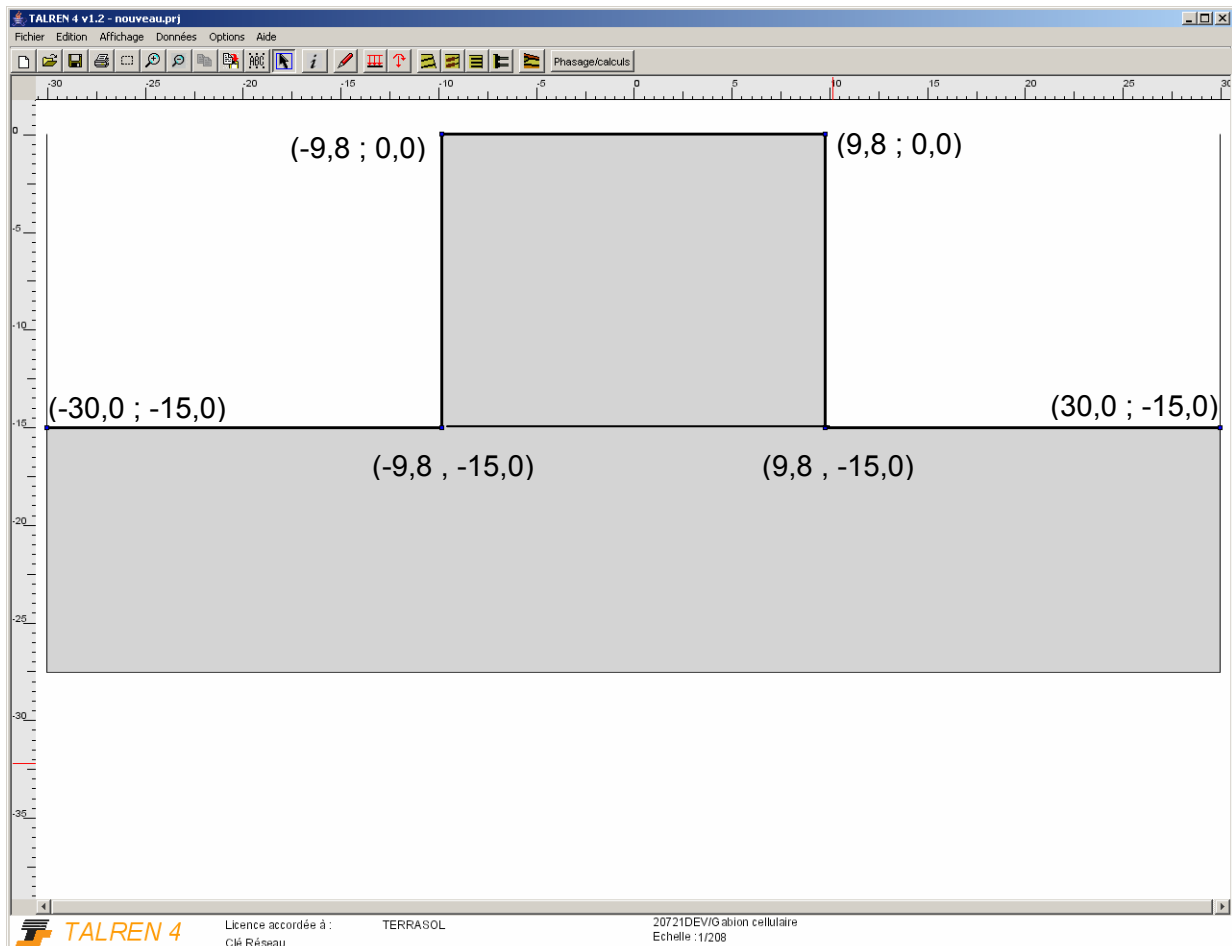 TALREN 4 v1.2 - nouveau.prj
Fichier Edition Affichage Données Options Aide
ABC i Phasage/calculs
-30 -25 -20 -15 -10 -5 0 5 10 15 20 25 30
0
-5
-10
-15
-20
-25
-30
-35
(-9,8 ; 0,0) (9,8 ; 0,0)
(-30,0 ; -15,0) (30,0 ; -15,0)
(-9,8 , -15,0) (9,8 , -15,0)
TALREN 4
Licence accordée à : TERRASOL
Clé Réseau
20721DEV/Gabion cellulaire
Echelle :1/208